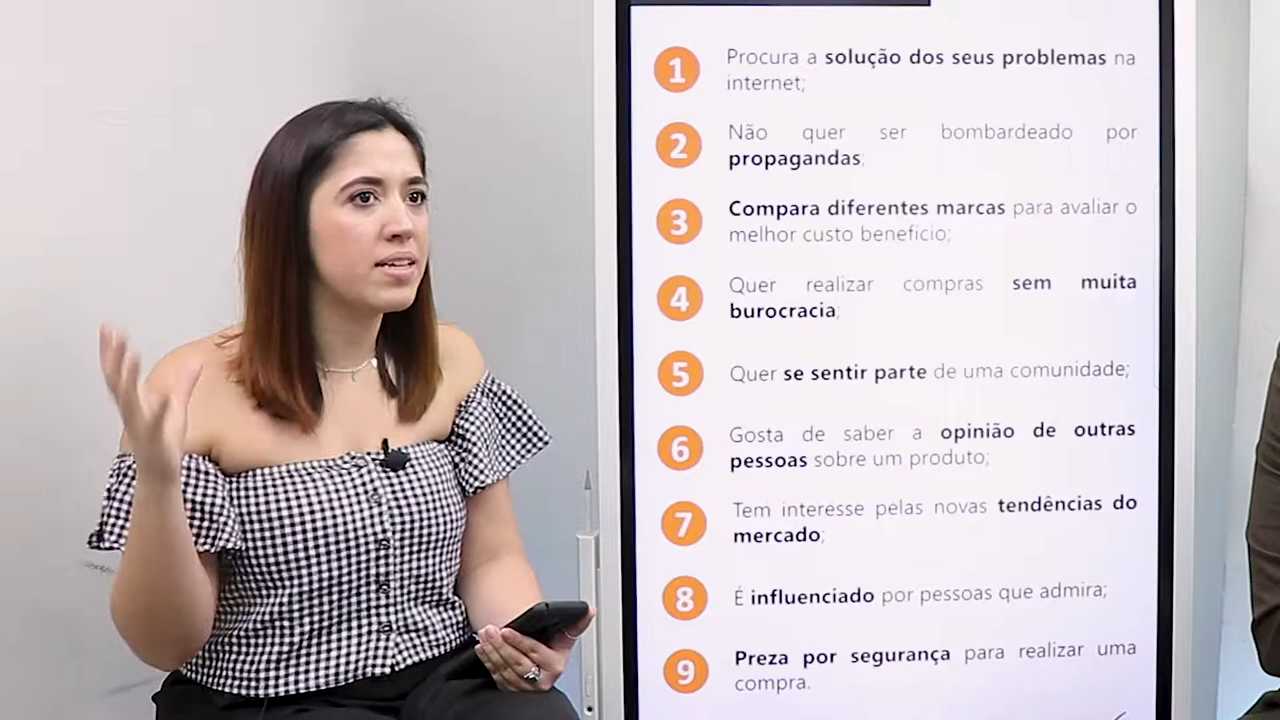 1 Procura a solução dos seus problemas na
internet;
2 Não quer ser bombardeado por
propagandas;
3 Compara diferentes marcas para avaliar o
melhor custo beneficio;
4 Quer realizar compras sem muita
burocracia;
5 Quer se sentir parte de uma comunidade;
6 Gosta de saber a opinião de outras
pessoas sobre um produto;
7 Tem interesse pelas novas tendências do
mercado;
8 É influenciado por pessoas que admira;
9 Preza por segurança para realizar uma
compra.